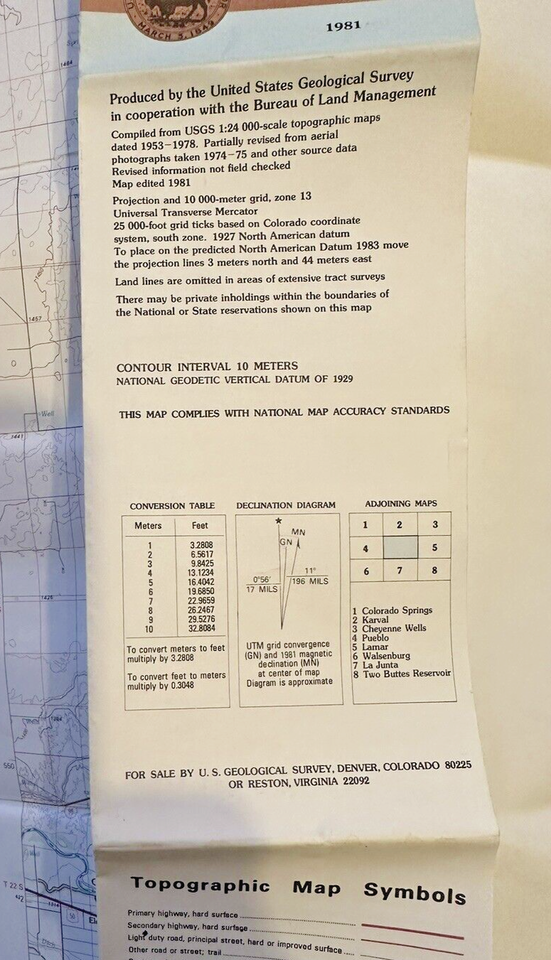 MARCH 3, 1849
1981
Produced by the United States Geological Survey
in cooperation with the Bureau of Land Management
Compiled from USGS 1:24 000-scale topographic maps
dated 1953–1978. Partially revised from aerial
photographs taken 1974–75 and other source data
Revised information not field checked
Map edited 1981
Projection and 10 000-meter grid, zone 13
Universal Transverse Mercator
25 000-foot grid ticks based on Colorado coordinate
system, south zone. 1927 North American datum
To place on the predicted North American Datum 1983 move
the projection lines 3 meters north and 44 meters east
Land lines are omitted in areas of extensive tract surveys
There may be private inholdings within the boundaries of
the National or State reservations shown on this map
CONTOUR INTERVAL 10 METERS
NATIONAL GEODETIC VERTICAL DATUM OF 1929
THIS MAP COMPLIES WITH NATIONAL MAP ACCURACY STANDARDS
CONVERSION TABLE
Meters Feet
1 3.2808
2 6.5617
3 9.8425
4 13.1234
5 16.4042
6 19.6850
7 22.9659
8 26.2467
9 29.5276
10 32.8084
To convert meters to feet
multiply by 3.2808
To convert feet to meters
multiply by 0.3048
DECLINATION DIAGRAM
MN
GN
0°56′ 11°
17 MILS 196 MILS
UTM grid convergence
(GN) and 1981 magnetic
declination (MN)
at center of map
Diagram is approximate
ADJOINING MAPS
1 2 3
4 5
6 7 8
1 Colorado Springs
2 Karval
3 Cheyenne Wells
4 Pueblo
5 Lamar
6 Walsenburg
7 La Junta
8 Two Buttes Reservoir
FOR SALE BY U. S. GEOLOGICAL SURVEY, DENVER, COLORADO 80225
OR RESTON, VIRGINIA 22092
Topographic Map Symbols
Primary highway, hard surface
Secondary highway, hard surface
Light duty road, principal street, hard or improved surface
Other road or street; trail
1464
1457
Well
1441
T 22 S